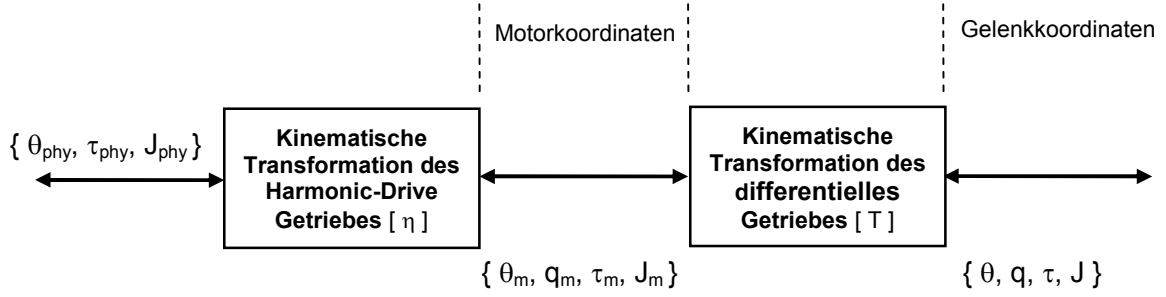 Motorkoordinaten
Gelenkkoordinaten
{ θphy, τphy, Jphy }
Kinematische
Transformation des
Harmonic-Drive
Getriebes [ η ]
Kinematische
Transformation des
differentielles
Getriebes [ T ]
{ θm, qm, τm, Jm }
{ θ, q, τ, J }